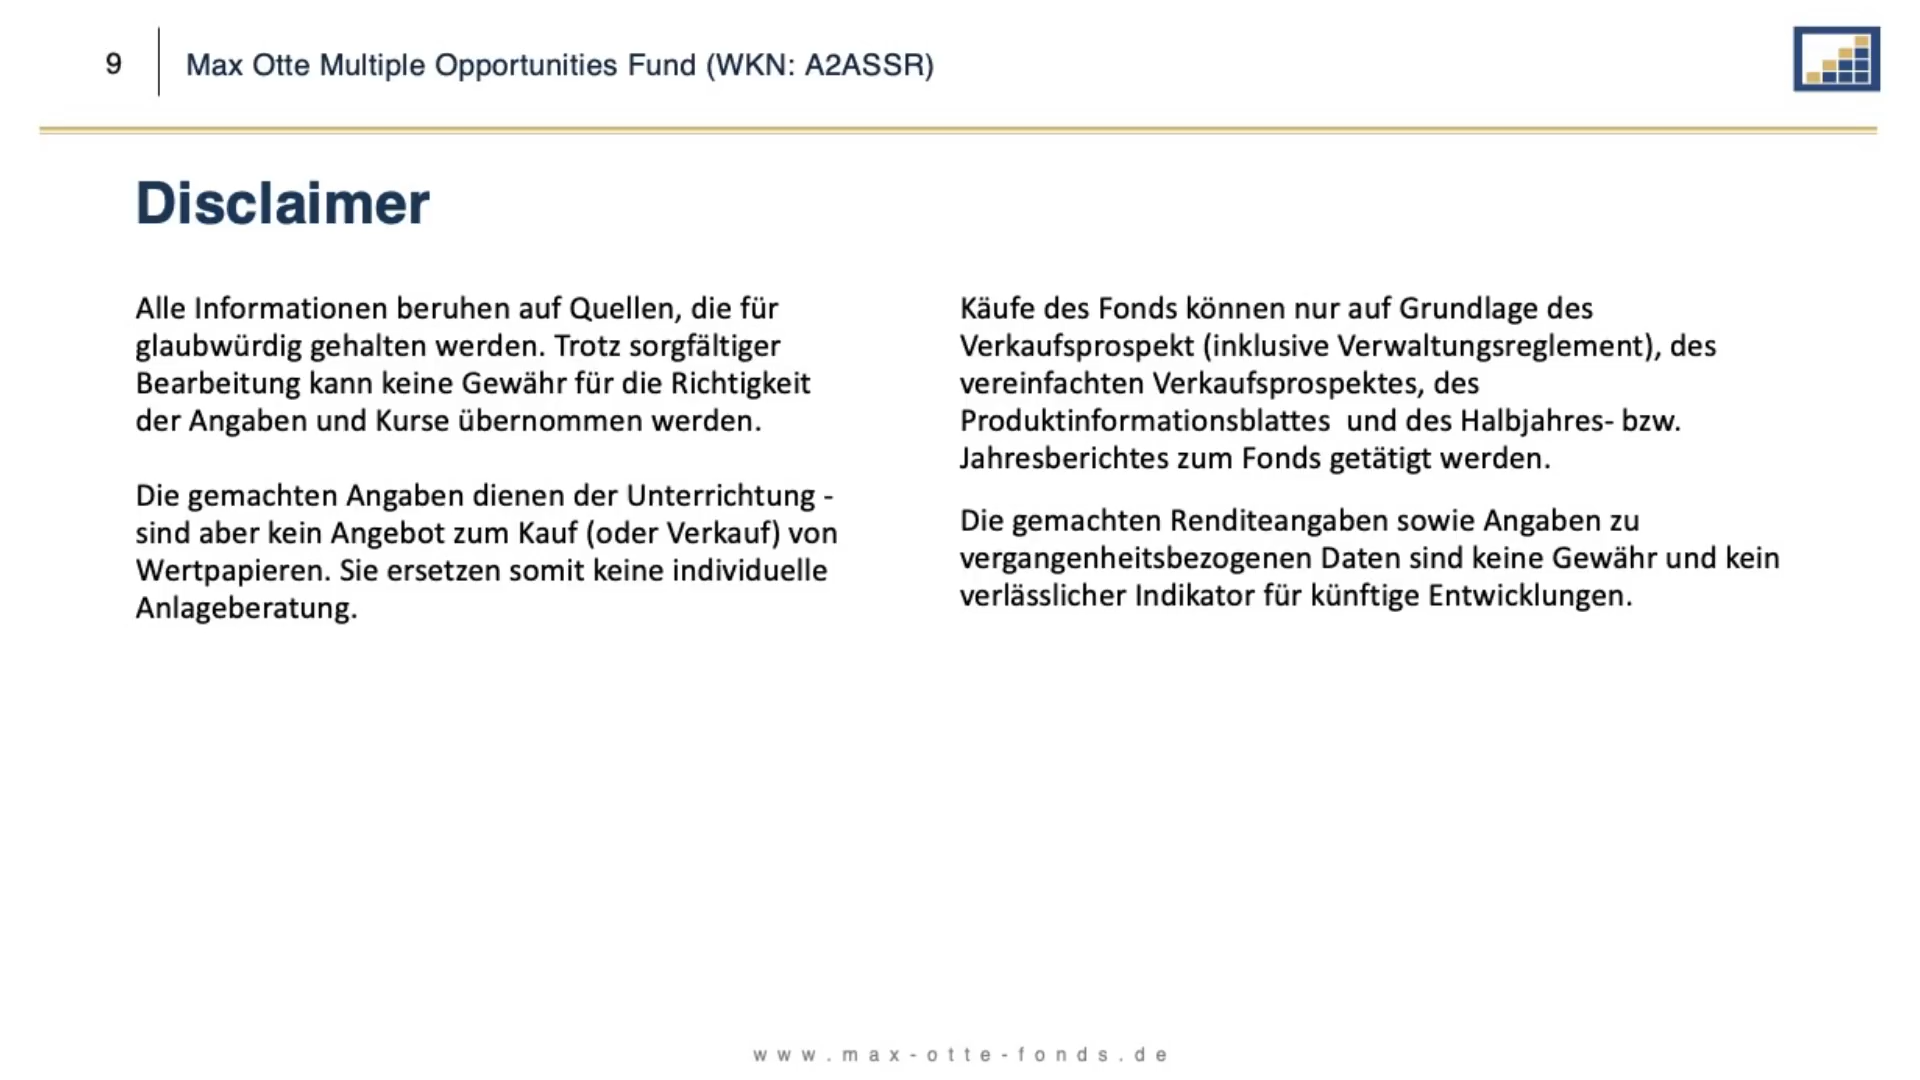 9
Max Otte Multiple Opportunities Fund (WKN: A2ASSR)
Disclaimer
Alle Informationen beruhen auf Quellen, die für
glaubwürdig gehalten werden. Trotz sorgfältiger
Bearbeitung kann keine Gewähr für die Richtigkeit
der Angaben und Kurse übernommen werden.
Die gemachten Angaben dienen der Unterrichtung -
sind aber kein Angebot zum Kauf (oder Verkauf) von
Wertpapieren. Sie ersetzen somit keine individuelle
Anlageberatung.
Käufe des Fonds können nur auf Grundlage des
Verkaufsprospekt (inklusive Verwaltungsreglement), des
vereinfachten Verkaufsprospektes, des
Produktinformationsblattes  und des Halbjahres- bzw.
Jahresberichtes zum Fonds getätigt werden.
Die gemachten Renditeangaben sowie Angaben zu
vergangenheitsbezogenen Daten sind keine Gewähr und kein
verlässlicher Indikator für künftige Entwicklungen.
www.max-otte-fonds.de